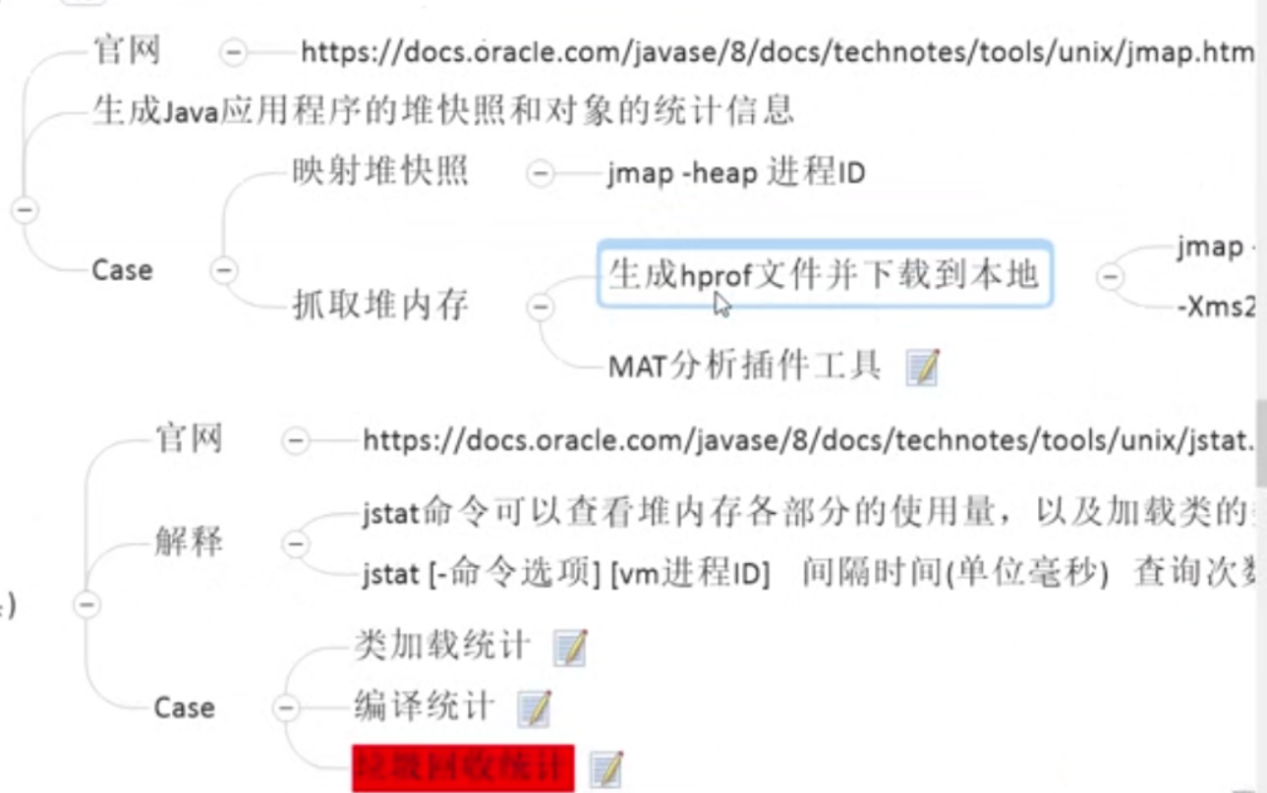 官网
https://docs.oracle.com/javase/8/docs/technotes/tools/unix/jmap.htm
生成Java应用程序的堆快照和对象的统计信息
映射堆快照
jmap -heap 进程ID
Case
抓取堆内存
生成hprof文件并下载到本地
jmap -
-Xms2
MAT分析插件工具
官网
https://docs.oracle.com/javase/8/docs/technotes/tools/unix/jstat.
解释
jstat命令可以查看堆内存各部分的使用量，以及加载类的
jstat [-命令选项] [vm进程ID] 间隔时间(单位毫秒) 查询次数
)
类加载统计
Case
编译统计
垃圾回收统计